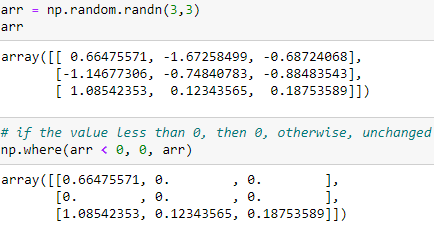 arr = np.random.randn(3,3)
arr
array([[ 0.66475571, -1.67258499, -0.68724068],
       [-1.14677306, -0.74840783, -0.88483543],
       [ 1.08542353,  0.12343565,  0.18753589]])
# if the value less than 0, then 0, otherwise, unchanged
np.where(arr < 0, 0, arr)
array([[0.66475571, 0.        , 0.        ],
       [0.        , 0.        , 0.        ],
       [1.08542353, 0.12343565, 0.18753589]])